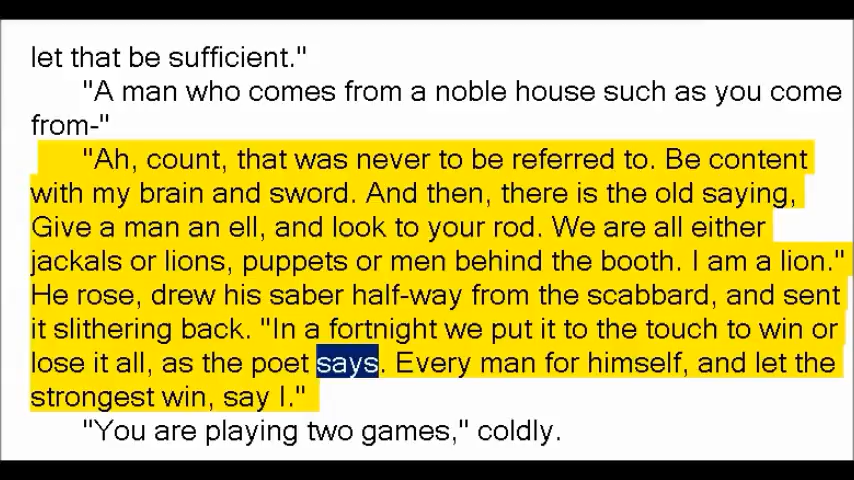 let that be sufficient."
"A man who comes from a noble house such as you come
from-"
"Ah, count, that was never to be referred to. Be content
with my brain and sword. And then, there is the old saying,
Give a man an ell, and look to your rod. We are all either
jackals or lions, puppets or men behind the booth. I am a lion."
He rose, drew his saber half-way from the scabbard, and sent
it slithering back. "In a fortnight we put it to the touch to win or
lose it all, as the poet says. Every man for himself, and let the
strongest win, say I."
"You are playing two games," coldly.